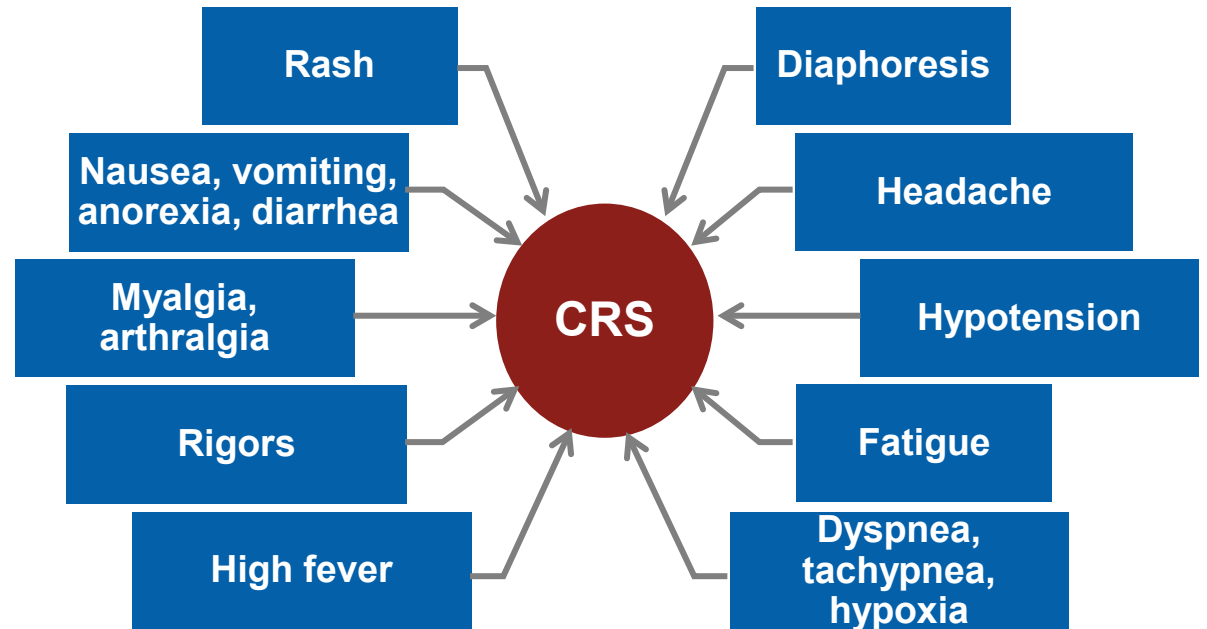 Rash
Diaphoresis
Nausea, vomiting,
anorexia, diarrhea
Headache
Myalgia,
arthralgia
CRS
Hypotension
Rigors
Fatigue
High fever
Dyspnea,
tachypnea,
hypoxia